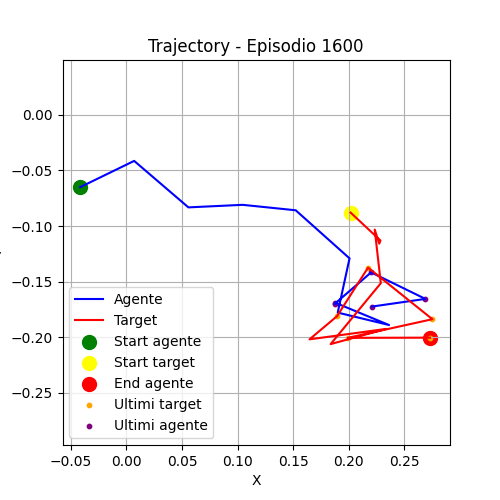 Trajectory - Episodio 1600
0.00
−0.05
−0.10
−0.15
−0.20
−0.25
Agente
Target
Start agente
Start target
End agente
Ultimi target
Ultimi agente
−0.05 0.00 0.05 0.10 0.15 0.20 0.25
X